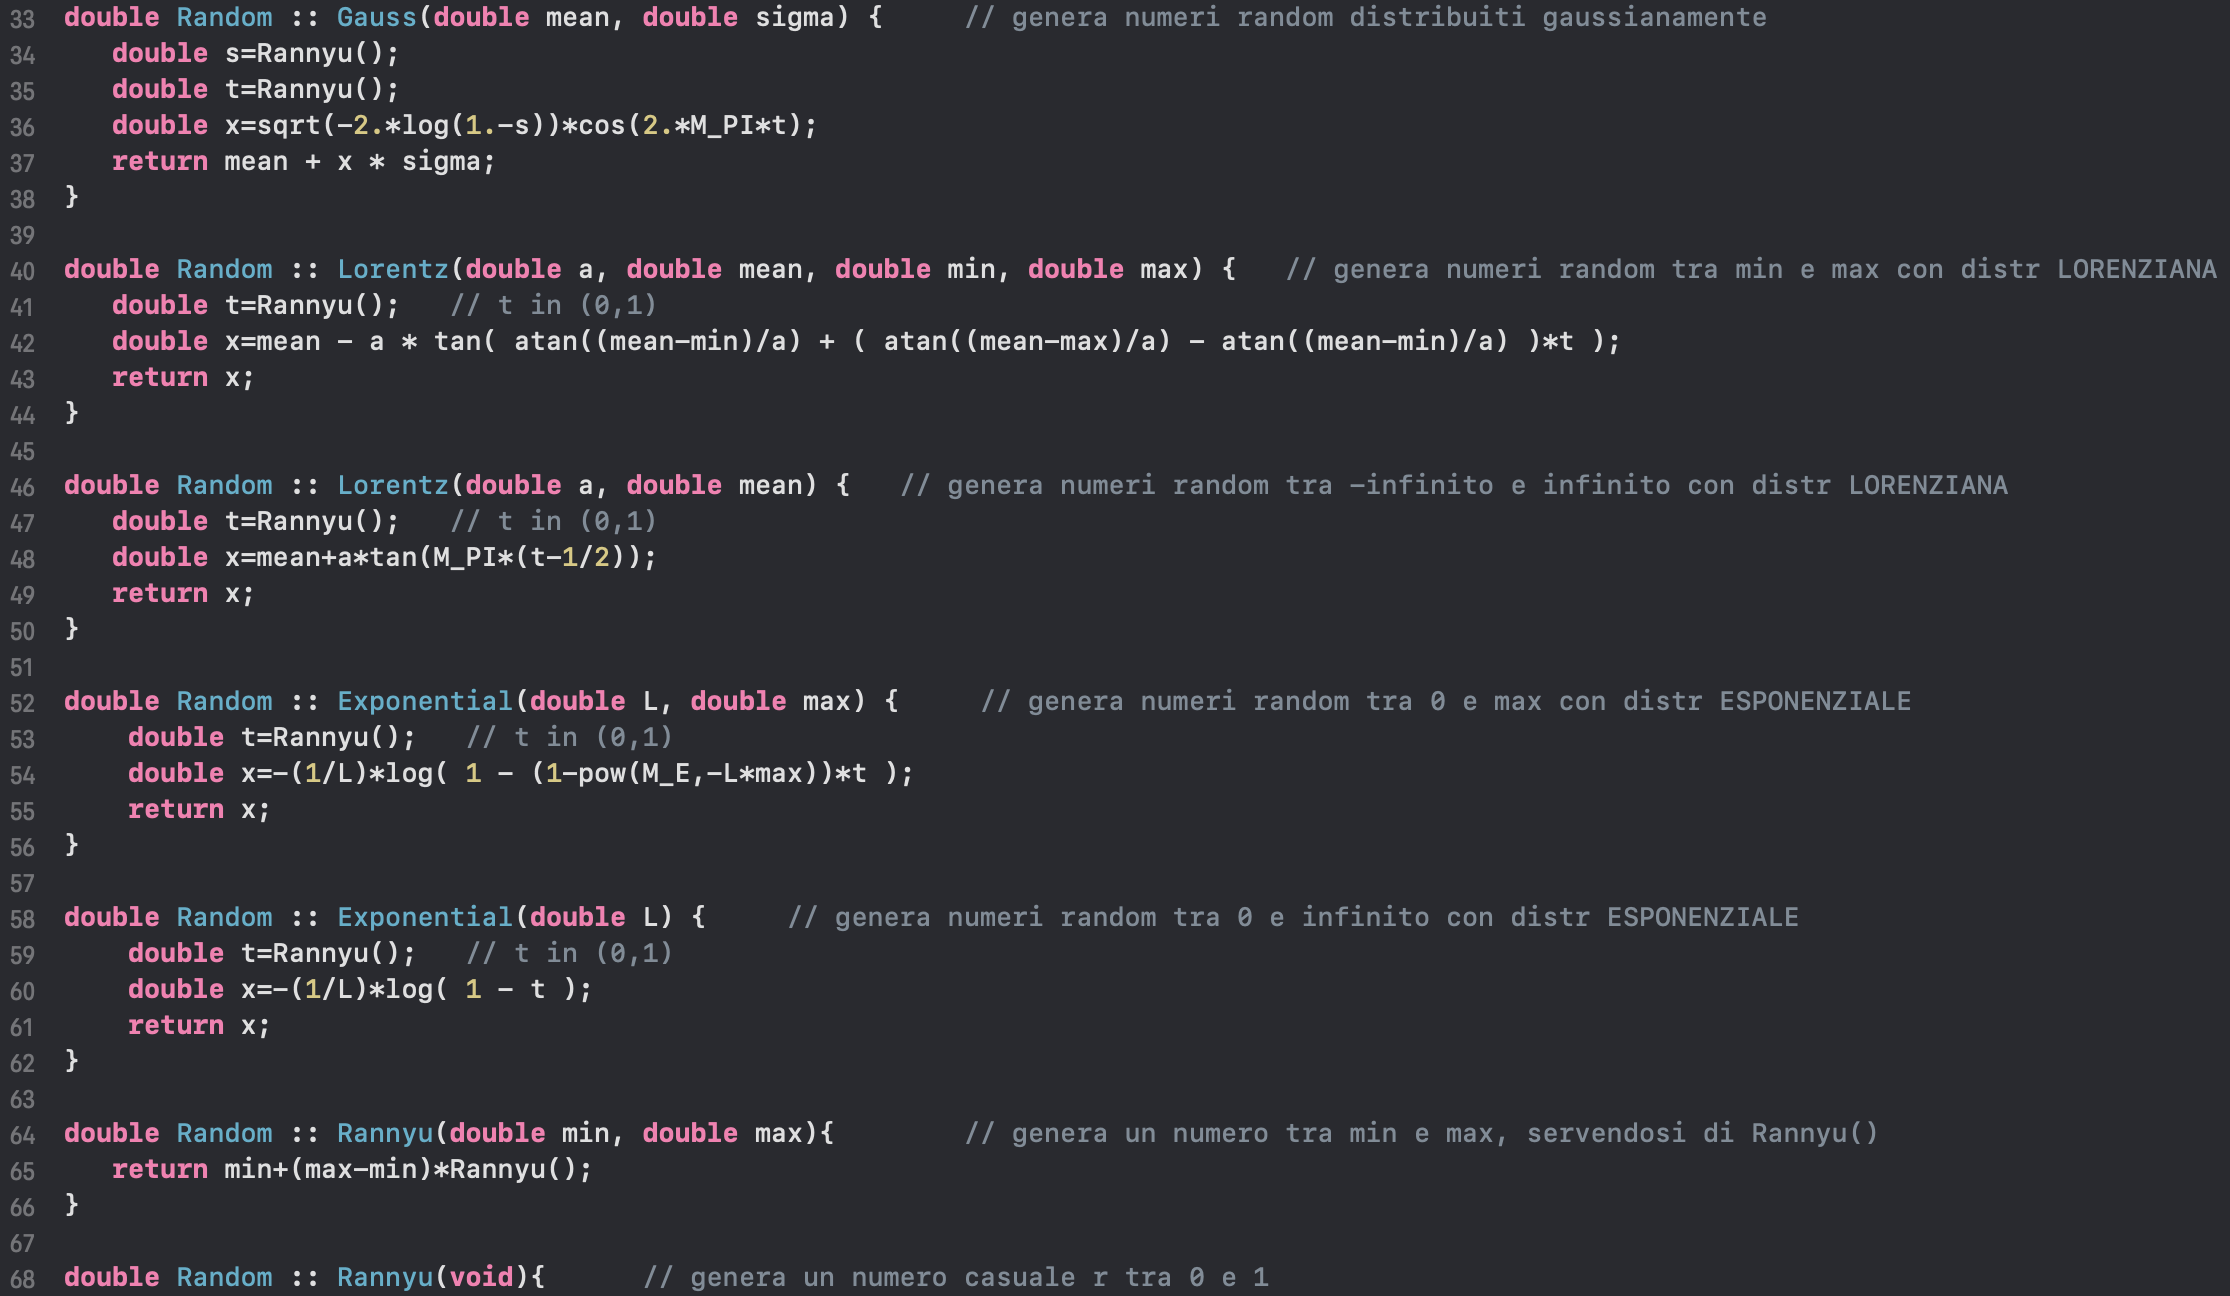 33 double Random :: Gauss(double mean, double sigma) {     // genera numeri random distribuiti gaussianamente
34    double s=Rannyu();
35    double t=Rannyu();
36    double x=sqrt(-2.*log(1.-s))*cos(2.*M_PI*t);
37    return mean + x * sigma;
38 }
39
40 double Random :: Lorentz(double a, double mean, double min, double max) {   // genera numeri random tra min e max con distr LORENZIANA
41    double t=Rannyu();   // t in (0,1)
42    double x=mean - a * tan( atan((mean-min)/a) + ( atan((mean-max)/a) - atan((mean-min)/a) )*t );
43    return x;
44 }
45
46 double Random :: Lorentz(double a, double mean) {   // genera numeri random tra -infinito e infinito con distr LORENZIANA
47    double t=Rannyu();   // t in (0,1)
48    double x=mean+a*tan(M_PI*(t-1/2));
49    return x;
50 }
51
52 double Random :: Exponential(double L, double max) {     // genera numeri random tra 0 e max con distr ESPONENZIALE
53     double t=Rannyu();   // t in (0,1)
54     double x=-(1/L)*log( 1 - (1-pow(M_E,-L*max))*t );
55     return x;
56 }
57
58 double Random :: Exponential(double L) {     // genera numeri random tra 0 e infinito con distr ESPONENZIALE
59     double t=Rannyu();   // t in (0,1)
60     double x=-(1/L)*log( 1 - t );
61     return x;
62 }
63
64 double Random :: Rannyu(double min, double max){        // genera un numero tra min e max, servendosi di Rannyu()
65    return min+(max-min)*Rannyu();
66 }
67
68 double Random :: Rannyu(void){      // genera un numero casuale r tra 0 e 1